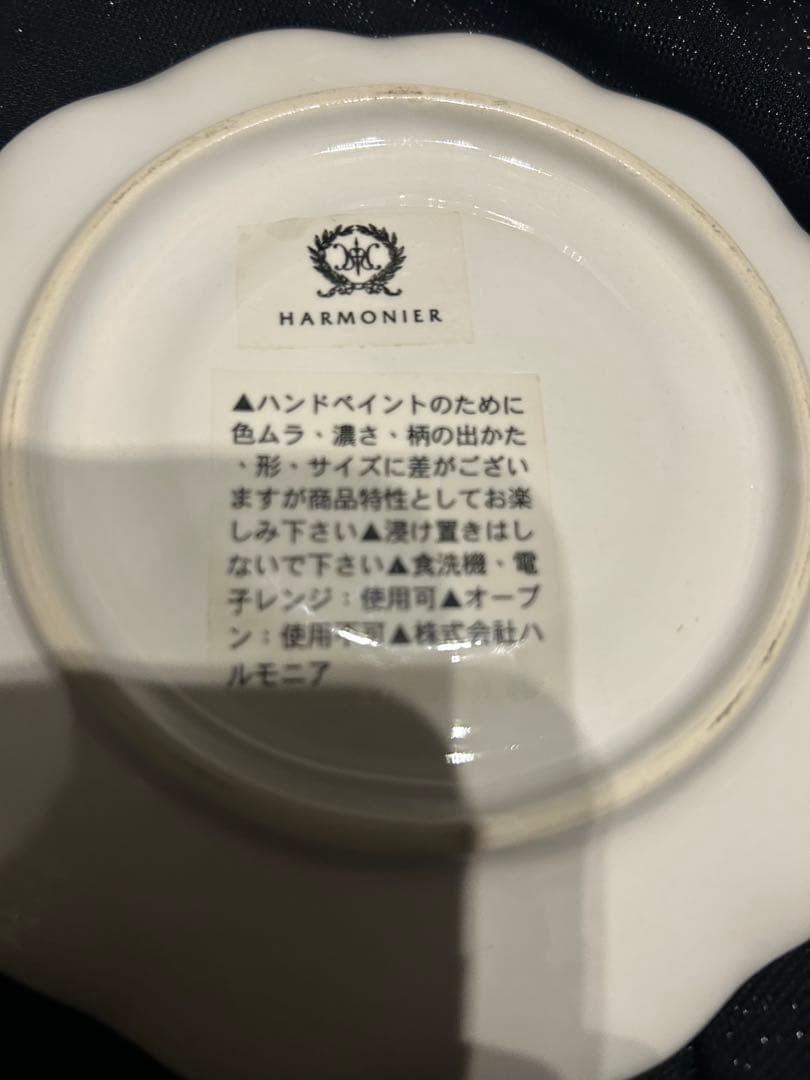 HARMONIER
▲ハンドペイントのために
色ムラ、濃さ、柄の出かた
、形、サイズに差がござい
ますが商品特性としてお楽
しみ下さい▲浸け置きはし
ないで下さい▲食洗機、電
子レンジ：使用可▲オーブ
ン：使用不可▲株式会社ハ
ルモニア